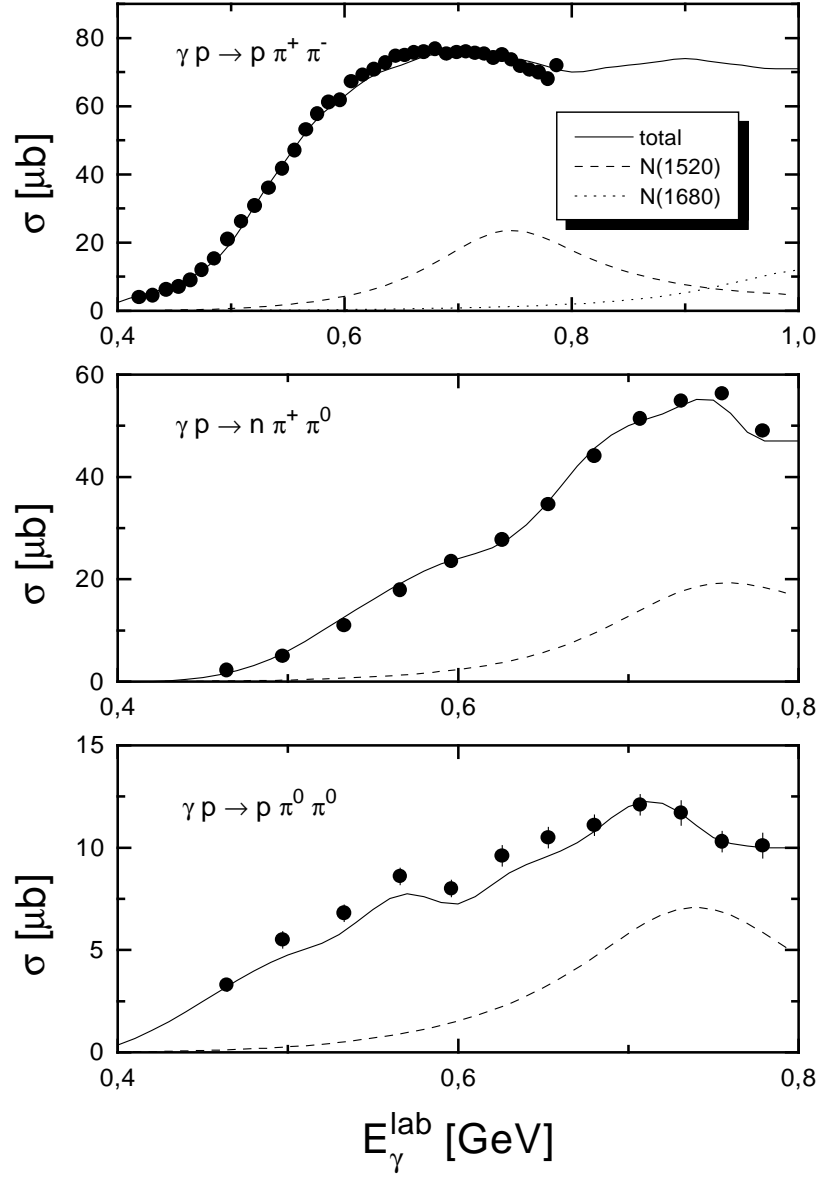 80
60
40
20
0
σ [µb]
γ p → p π⁺ π⁻
total
N(1520)
N(1680)
0,4 0,6 0,8 1,0
60
40
20
0
σ [µb]
γ p → n π⁺ π⁰
0,4 0,6 0,8
15
10
5
0
σ [µb]
γ p → p π⁰ π⁰
0,4 0,6 0,8
E_γ^lab [GeV]